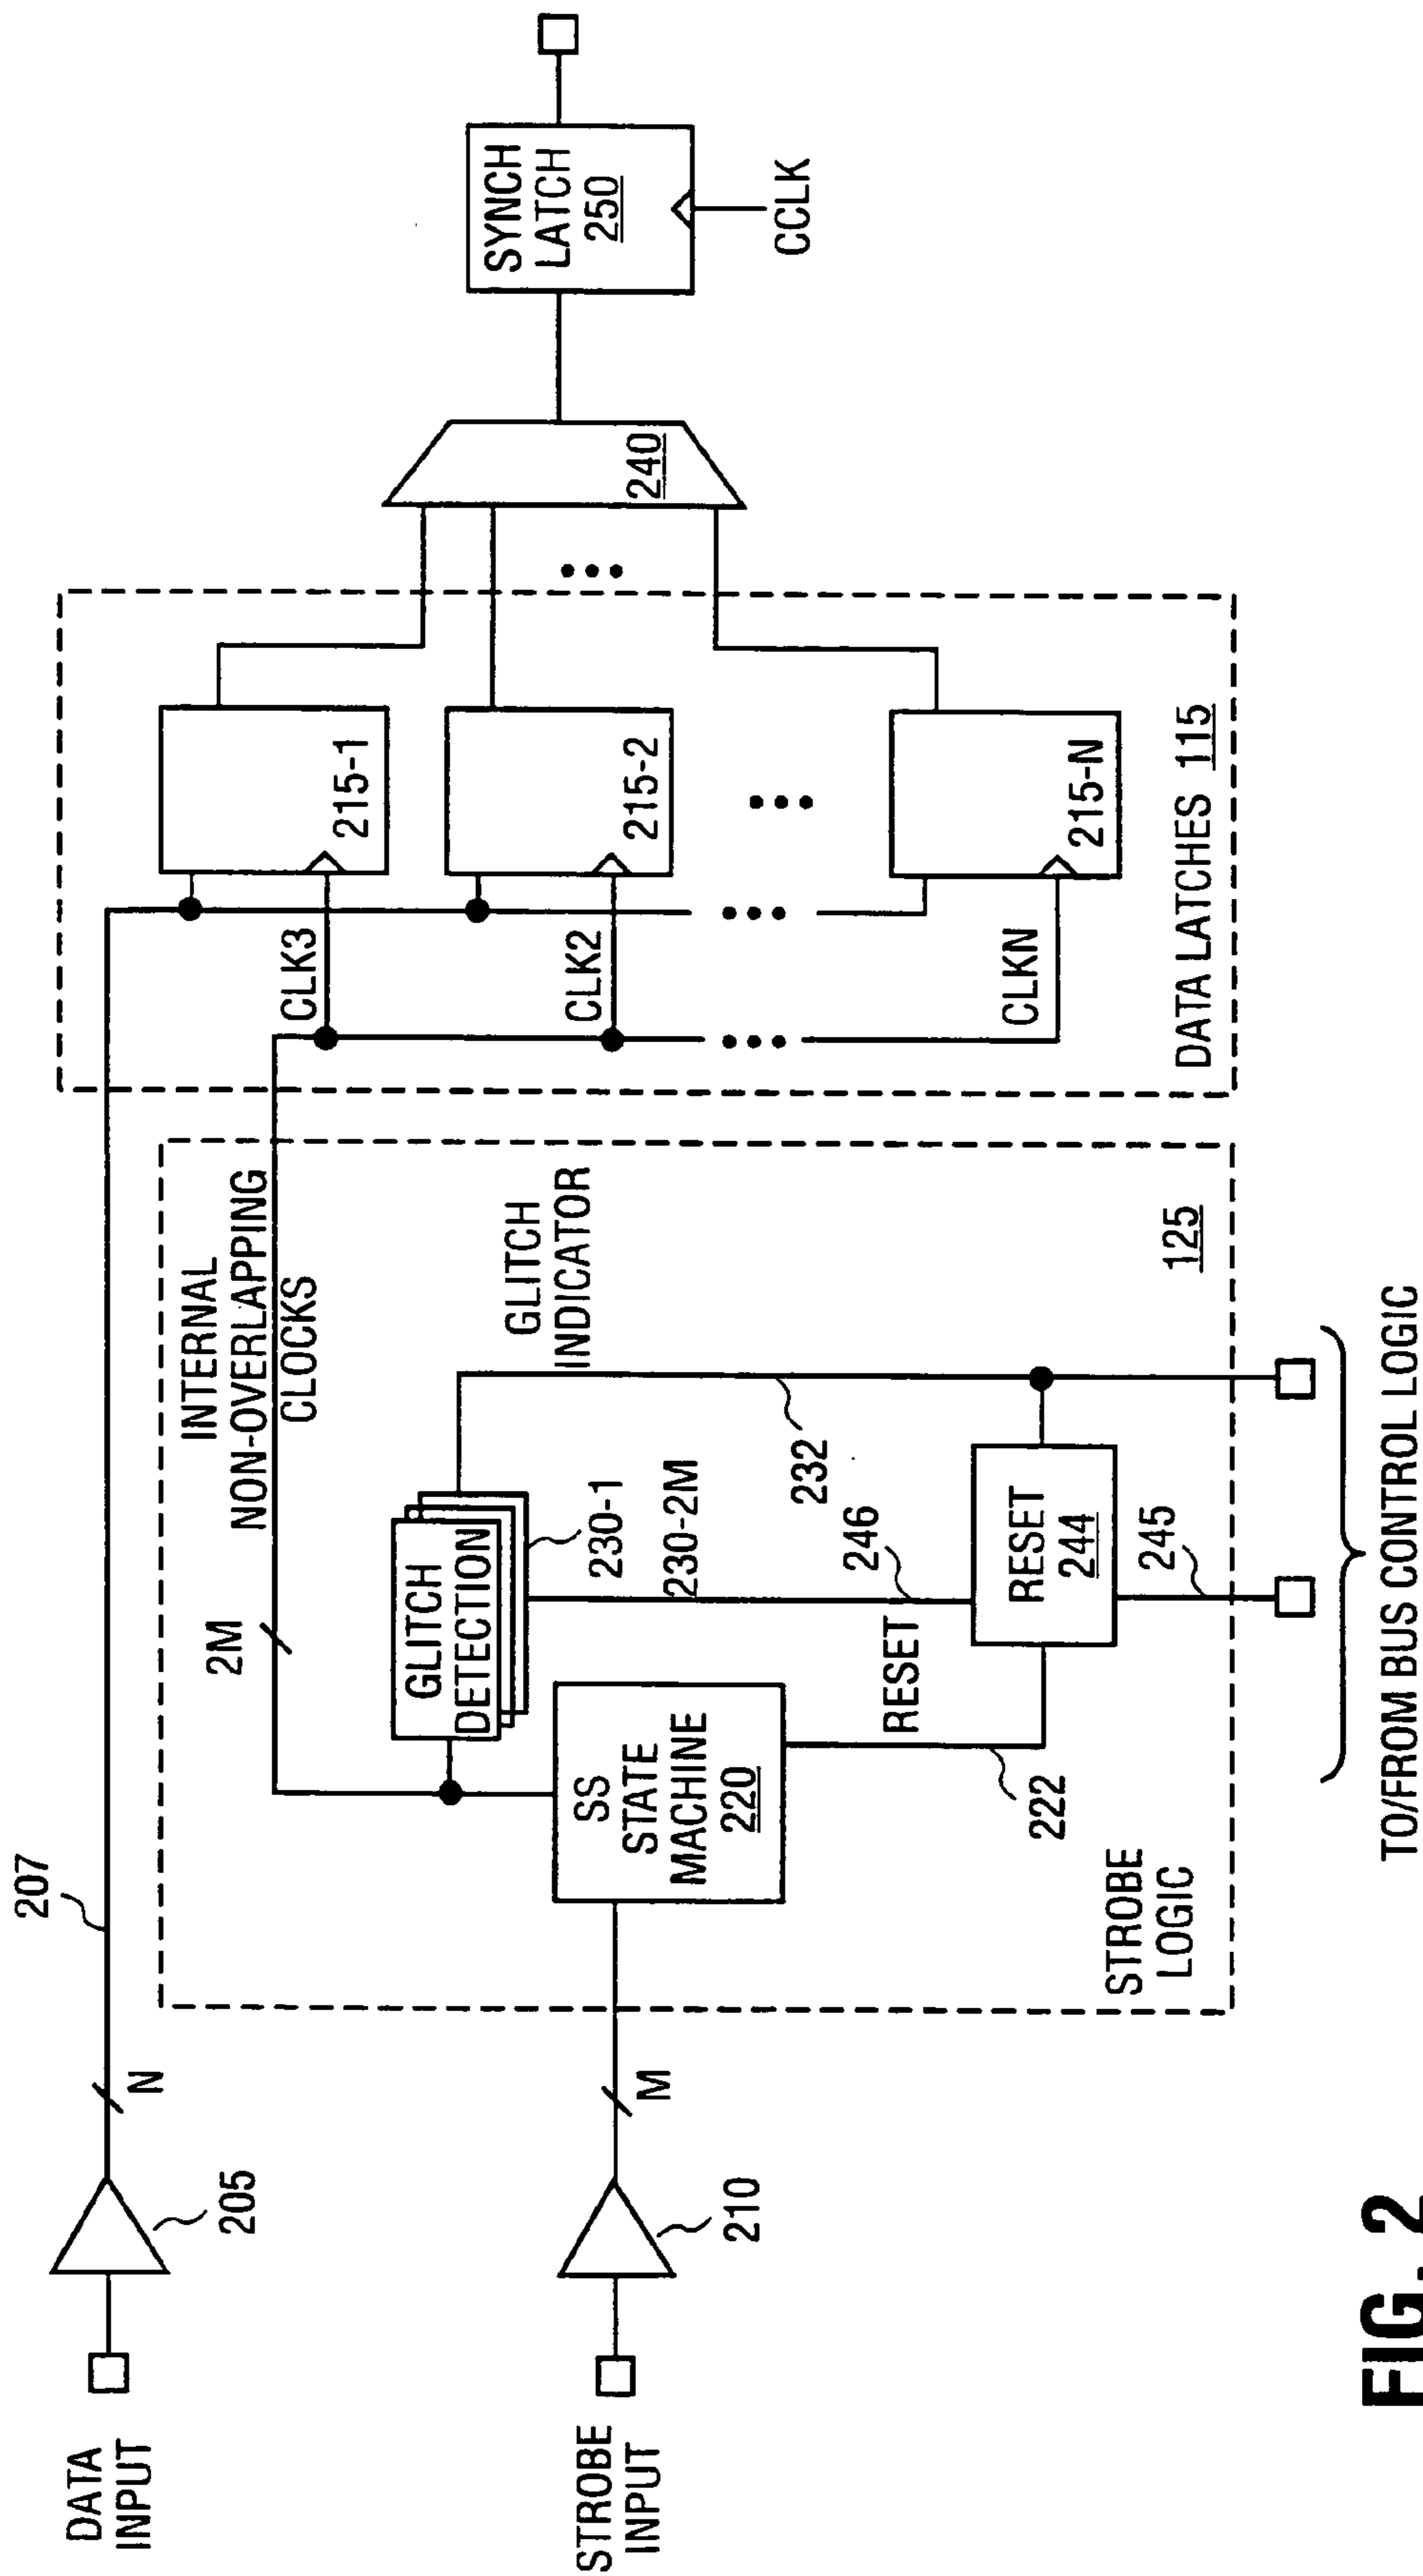 DATA
INPUT
205
N
207
STROBE
INPUT
210
M
STROBE
LOGIC
125
INTERNAL
NON-OVERLAPPING
CLOCKS
2M
GLITCH
DETECTION
230-1
230-2M
GLITCH
INDICATOR
232
SS
STATE
MACHINE
220
222
RESET
246
RESET
244
245
TO/FROM BUS CONTROL LOGIC
CLK3
215-1
CLK2
215-2
CLKN
215-N
DATA LATCHES 115
240
SYNCH
LATCH
250
CCLK
FIG. 2